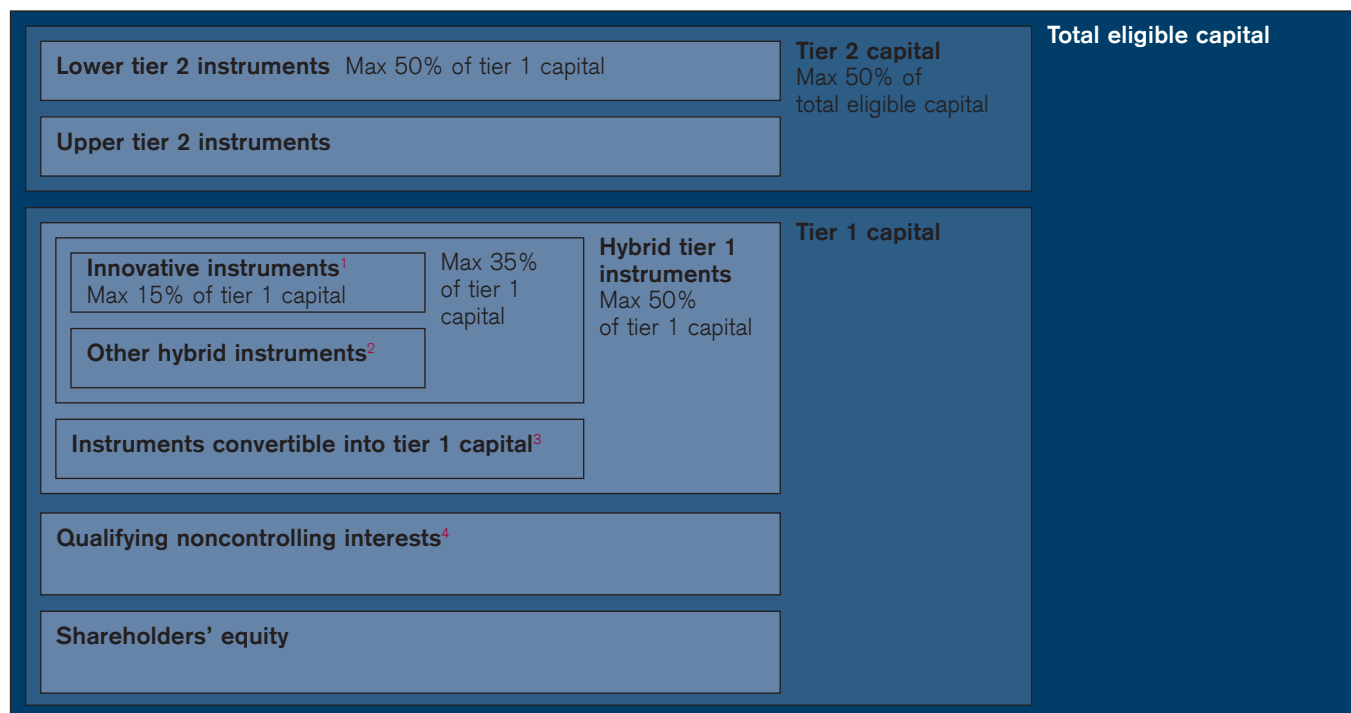 Total eligible capital
Lower tier 2 instruments Max 50% of tier 1 capital
Tier 2 capital
Max 50% of
total eligible capital
Upper tier 2 instruments
Tier 1 capital
Hybrid tier 1
instruments
Max 50%
of tier 1 capital
Innovative instruments1
Max 15% of tier 1 capital
Max 35%
of tier 1
capital
Other hybrid instruments2
Instruments convertible into tier 1 capital3
Qualifying noncontrolling interests4
Shareholders’ equity